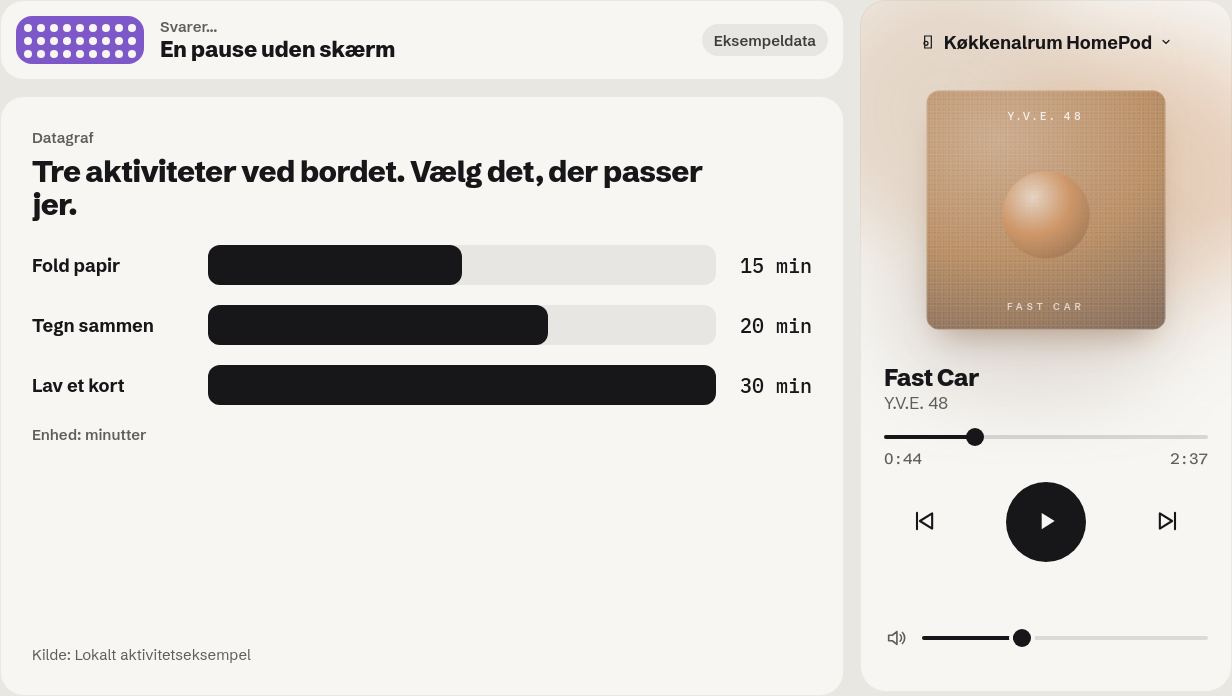 Svarer...
En pause uden skærm
Eksempeldata
Datagraf
Tre aktiviteter ved bordet. Vælg det, der passer
jer.
Fold papir
15 min
Tegn sammen
20 min
Lav et kort
30 min
Enhed: minutter
Kilde: Lokalt aktivitetseksempel
Køkkenalrum HomePod
Y.V.E. 48
FAST CAR
Fast Car
Y.V.E. 48
0:44
2:37